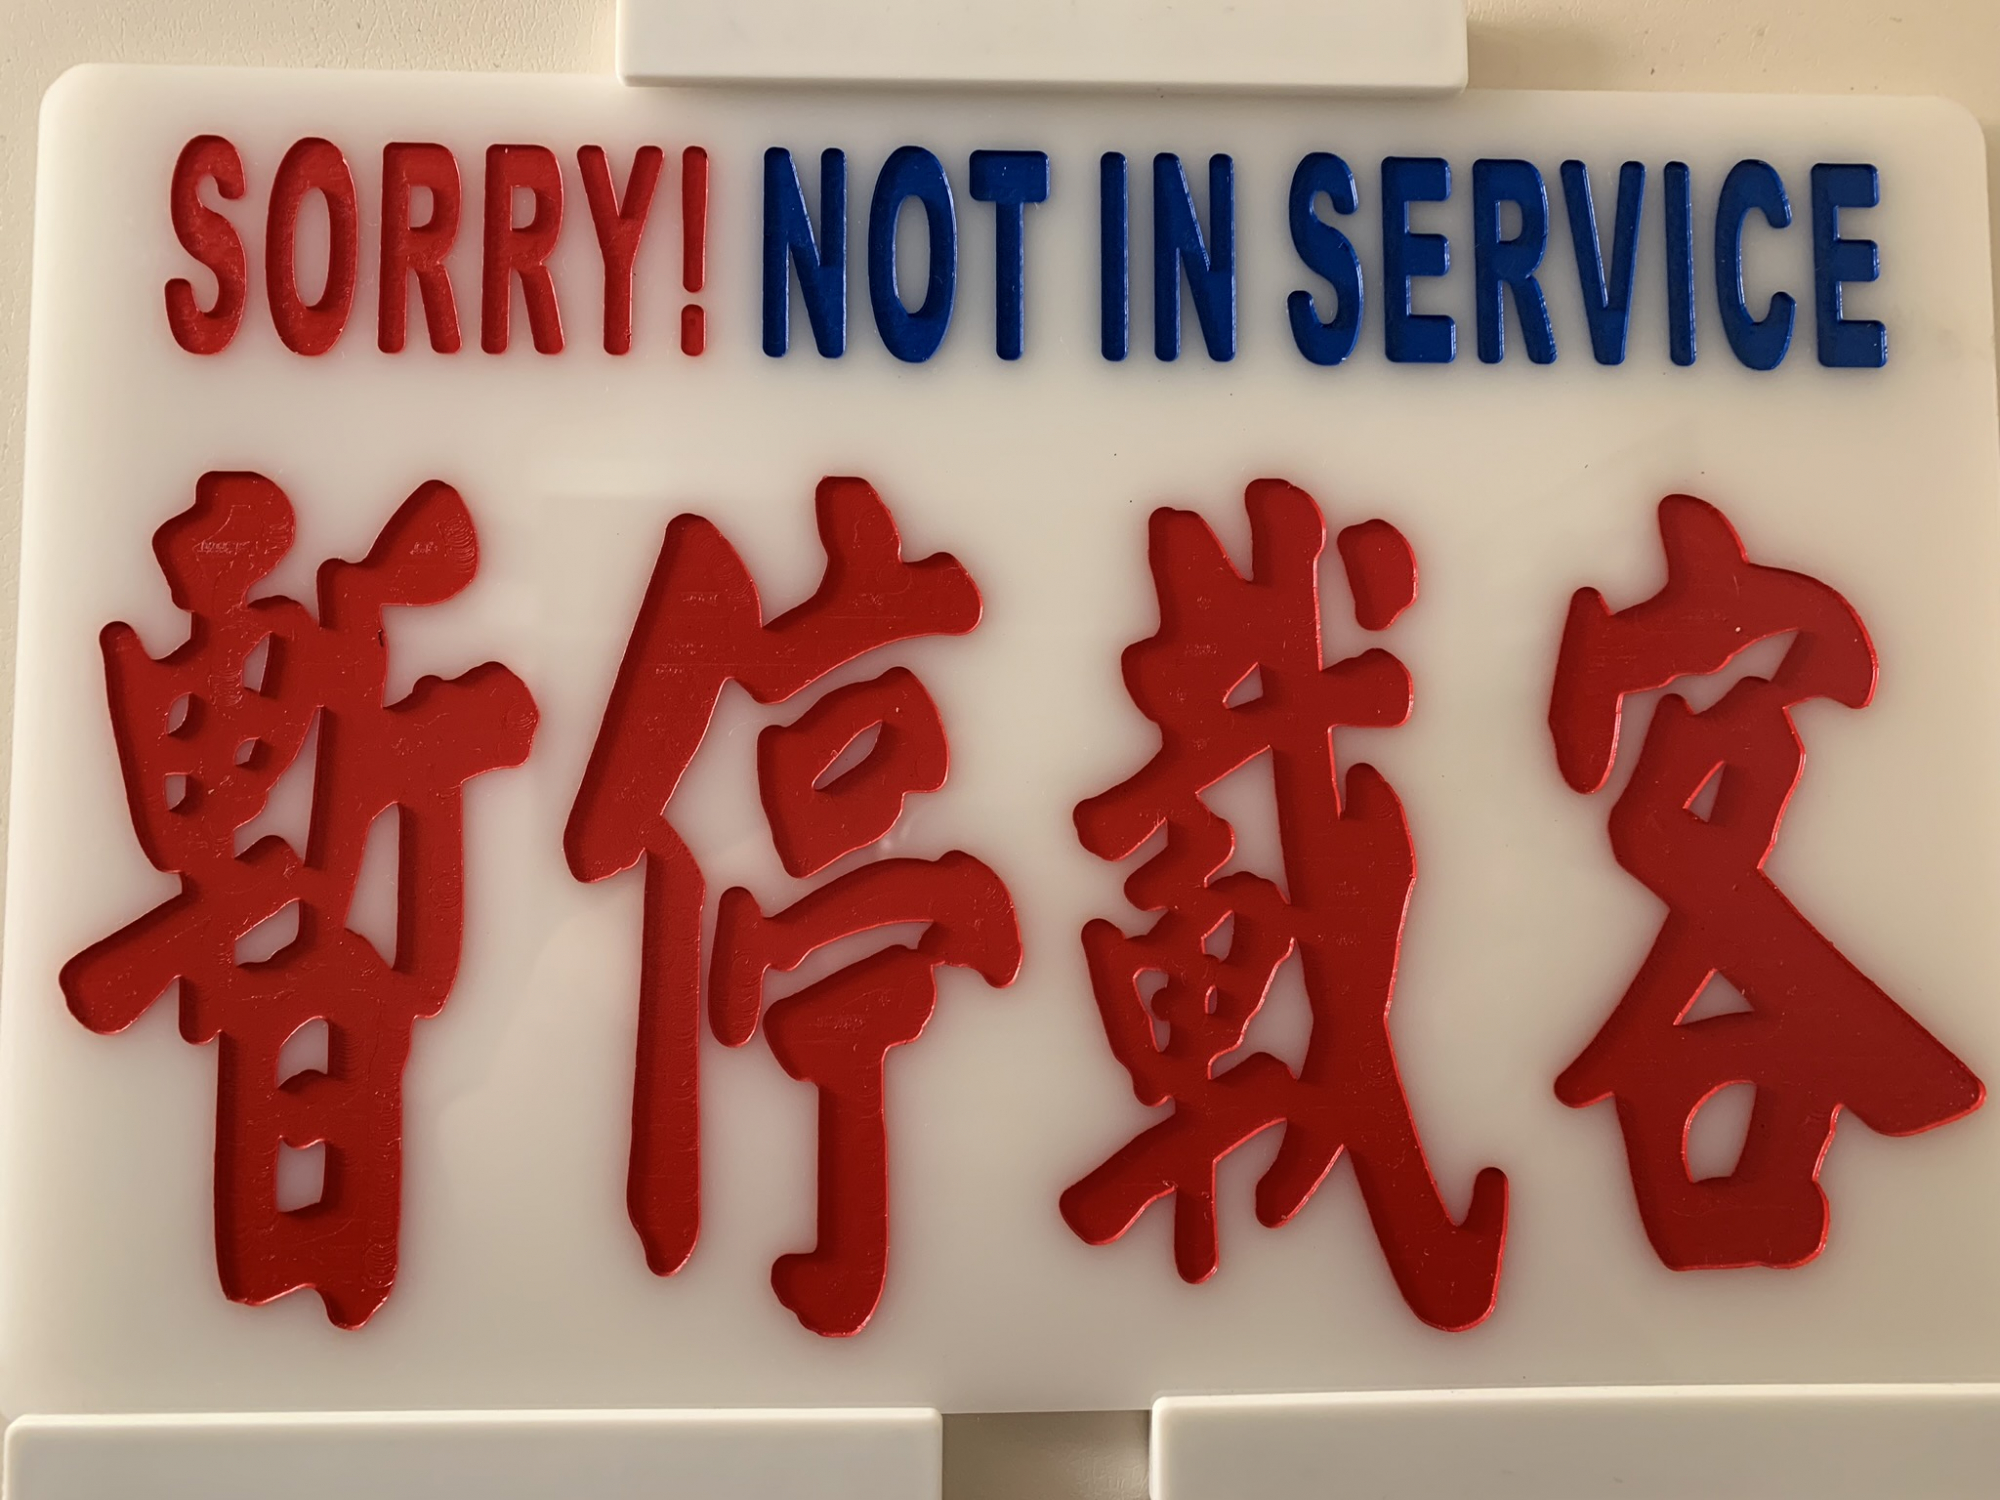 SORRY! NOT IN SERVICE
暫停載客